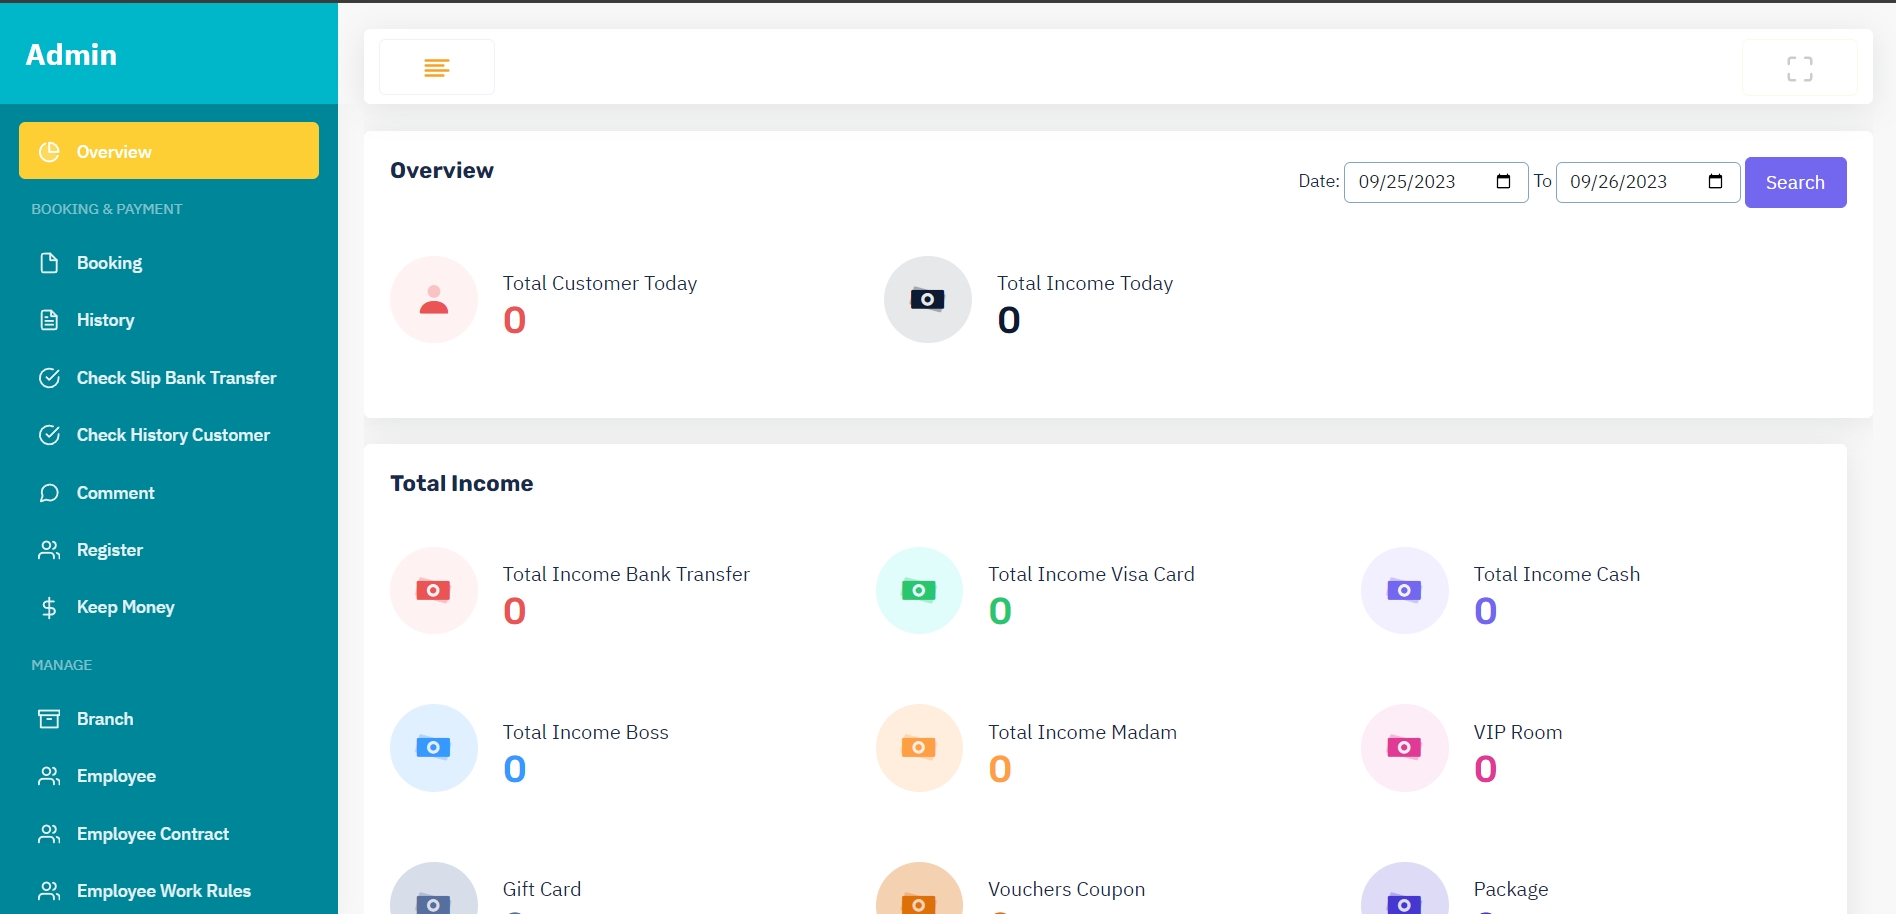 Admin
Overview
BOOKING & PAYMENT
Booking
History
Check Slip Bank Transfer
Check History Customer
Comment
Register
Keep Money
MANAGE
Branch
Employee
Employee Contract
Employee Work Rules
Overview
Date: 09/25/2023 To 09/26/2023 Search
Total Customer Today
0
Total Income Today
0
Total Income
Total Income Bank Transfer
0
Total Income Visa Card
0
Total Income Cash
0
Total Income Boss
0
Total Income Madam
0
VIP Room
0
Gift Card
Vouchers Coupon
Package